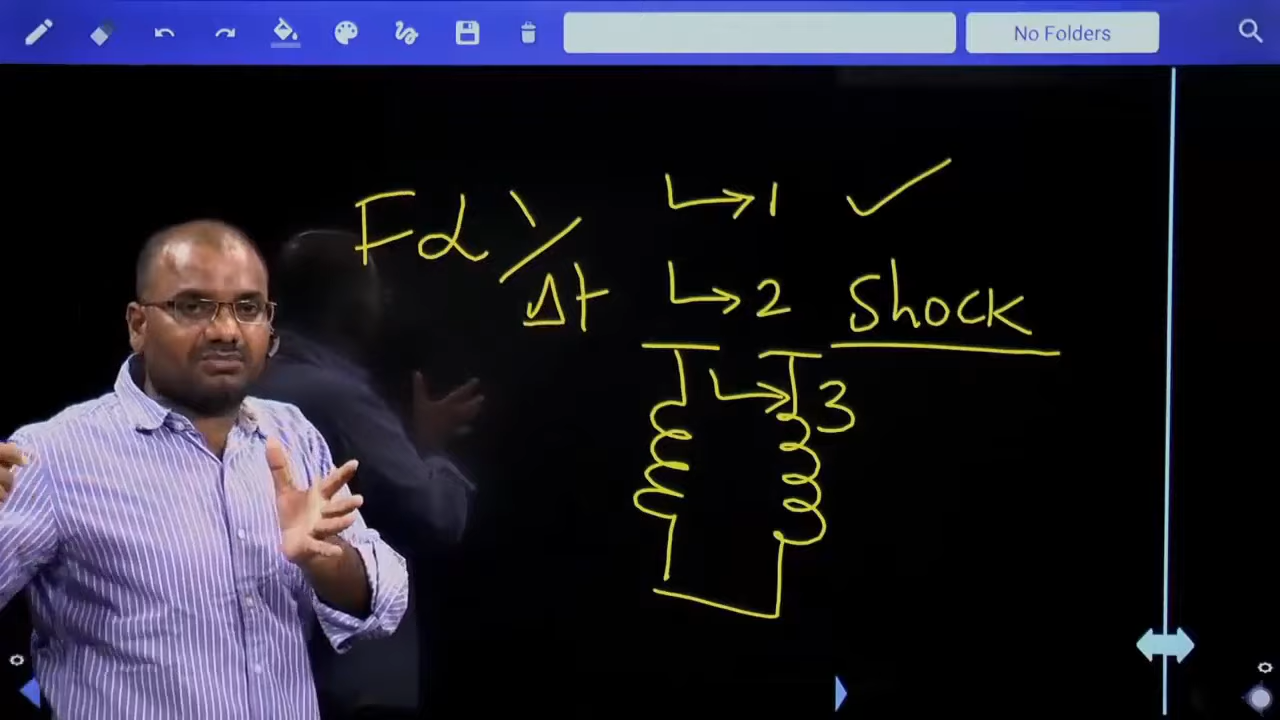 No Folders
F α 1/Δt
↳ 1 ✓
↳ 2 Shock
↳ 3